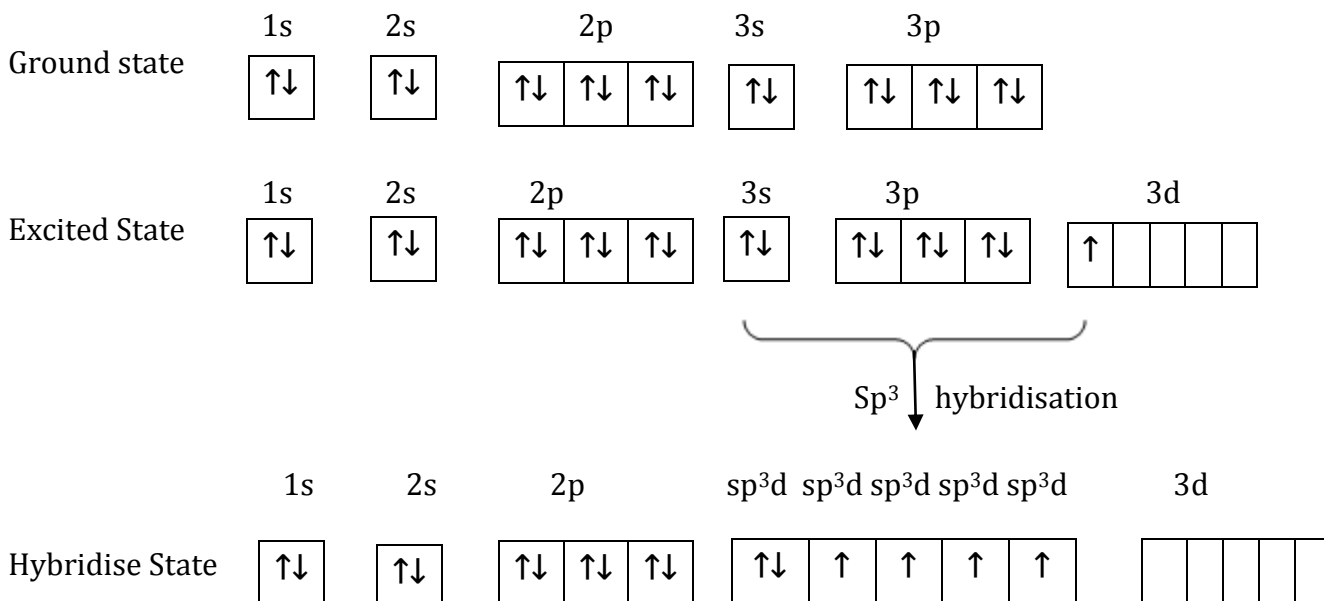 1s 2s 2p 3s 3p
Ground state ↑↓ ↑↓ ↑↓ ↑↓ ↑↓ ↑↓ ↑↓ ↑↓ ↑↓
1s 2s 2p 3s 3p 3d
Excited State ↑↓ ↑↓ ↑↓ ↑↓ ↑↓ ↑↓ ↑↓ ↑↓ ↑↓ ↑
Sp³ hybridisation
1s 2s 2p sp³d sp³d sp³d sp³d sp³d 3d
Hybridise State ↑↓ ↑↓ ↑↓ ↑↓ ↑↓ ↑↓ ↑ ↑ ↑ ↑